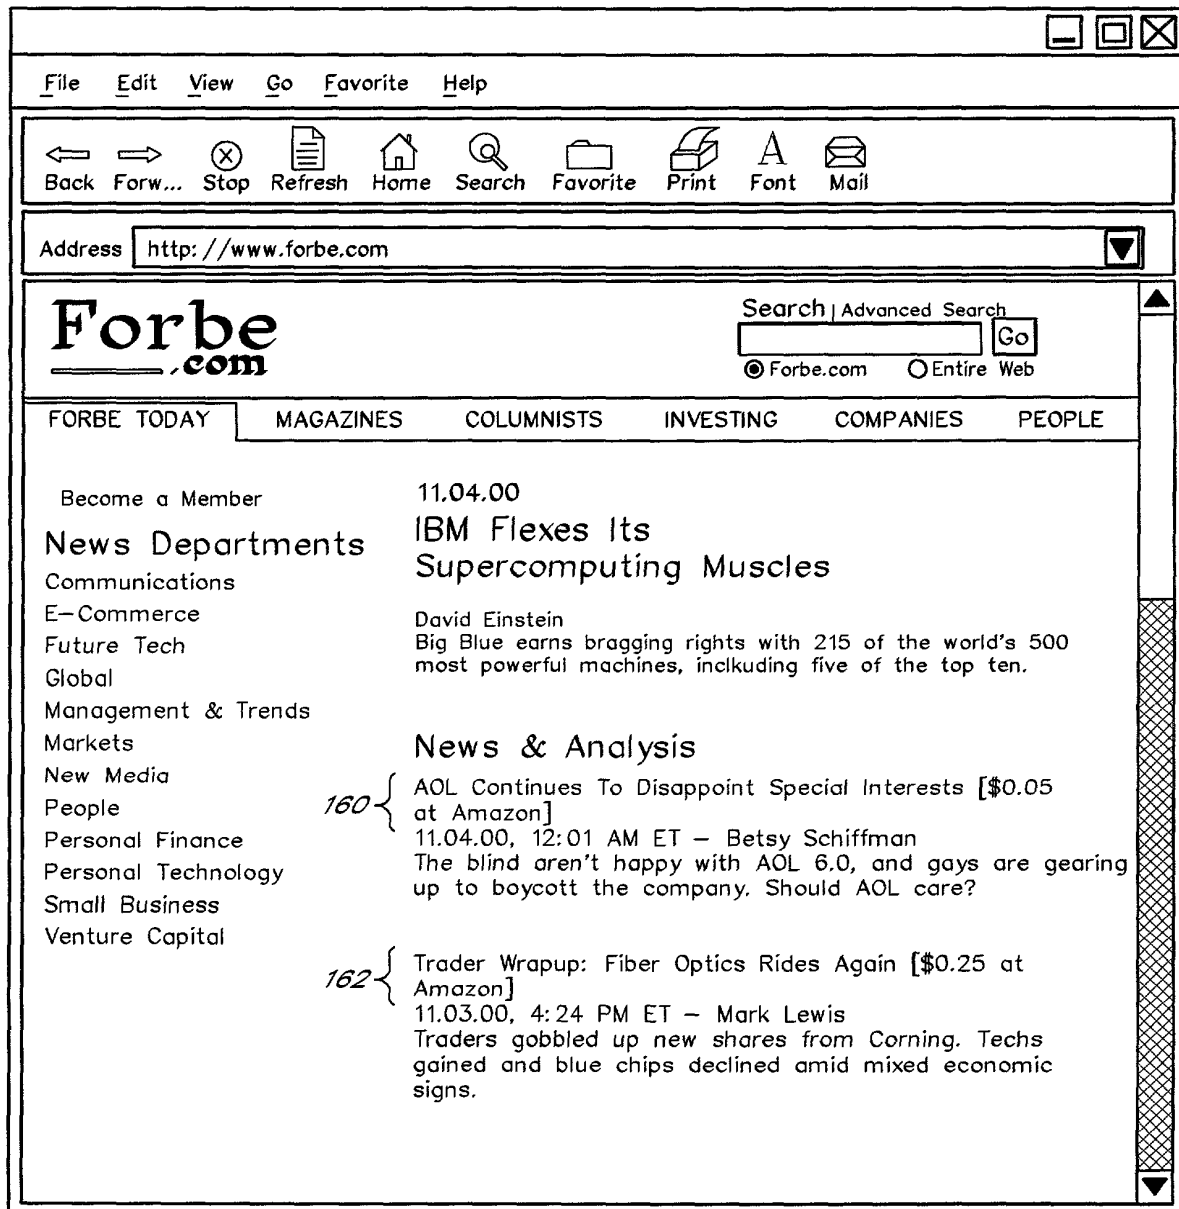 File Edit View Go Favorite Help
Back Forw... Stop Refresh Home Search Favorite Print Font Mail
Address http://www.forbe.com
Forbe
.com
Search | Advanced Search
Go
Forbe.com Entire Web
FORBE TODAY MAGAZINES COLUMNISTS INVESTING COMPANIES PEOPLE
Become a Member
News Departments
Communications
E-Commerce
Future Tech
Global
Management & Trends
Markets
New Media
People
Personal Finance
Personal Technology
Small Business
Venture Capital
11.04.00
IBM Flexes Its
Supercomputing Muscles
David Einstein
Big Blue earns bragging rights with 215 of the world's 500
most powerful machines, inclkuding five of the top ten.
News & Analysis
160
AOL Continues To Disappoint Special Interests [$0.05
at Amazon]
11.04.00, 12:01 AM ET – Betsy Schiffman
The blind aren't happy with AOL 6.0, and gays are gearing
up to boycott the company. Should AOL care?
162
Trader Wrapup: Fiber Optics Rides Again [$0.25 at
Amazon]
11.03.00, 4:24 PM ET – Mark Lewis
Traders gobbled up new shares from Corning. Techs
gained and blue chips declined amid mixed economic
signs.